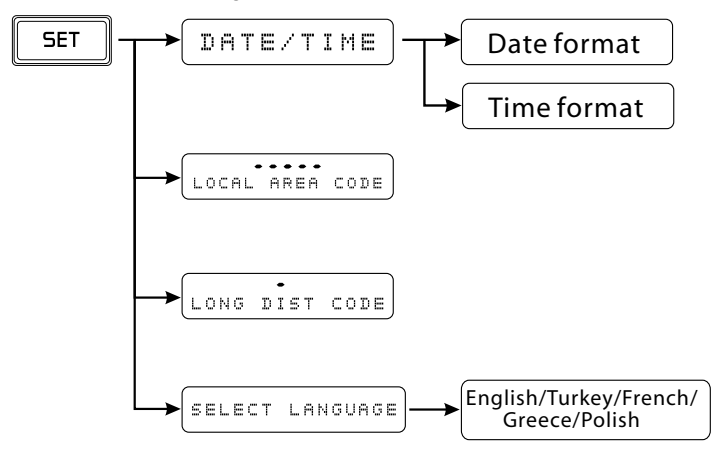 SET
DATE/TIME
Date format
Time format
LOCAL AREA CODE
LONG DIST CODE
SELECT LANGUAGE
English/Turkey/French/
Greece/Polish